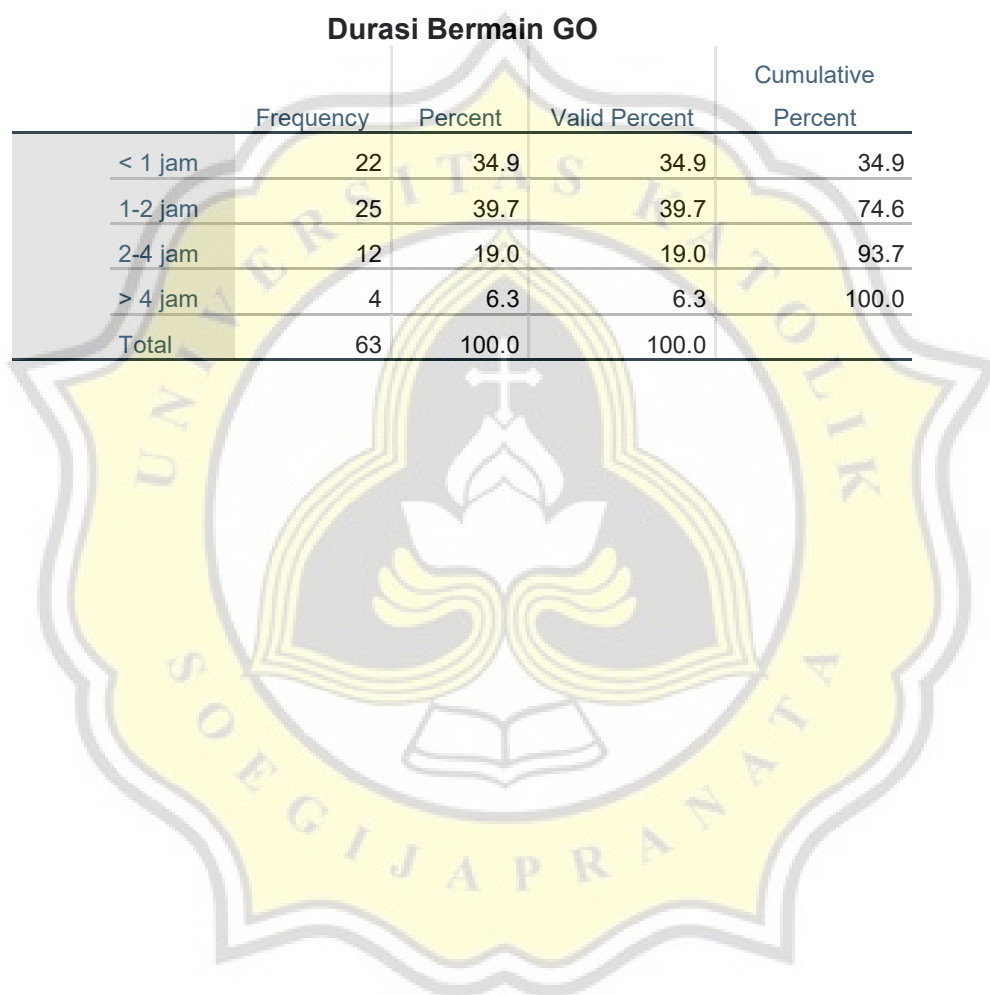 Durasi Bermain GO
Frequency Percent Valid Percent Cumulative Percent
< 1 jam 22 34.9 34.9 34.9
1-2 jam 25 39.7 39.7 74.6
2-4 jam 12 19.0 19.0 93.7
> 4 jam 4 6.3 6.3 100.0
Total 63 100.0 100.0
UNIVERSITAS KATOLIK
SOEGIJAPRANATA